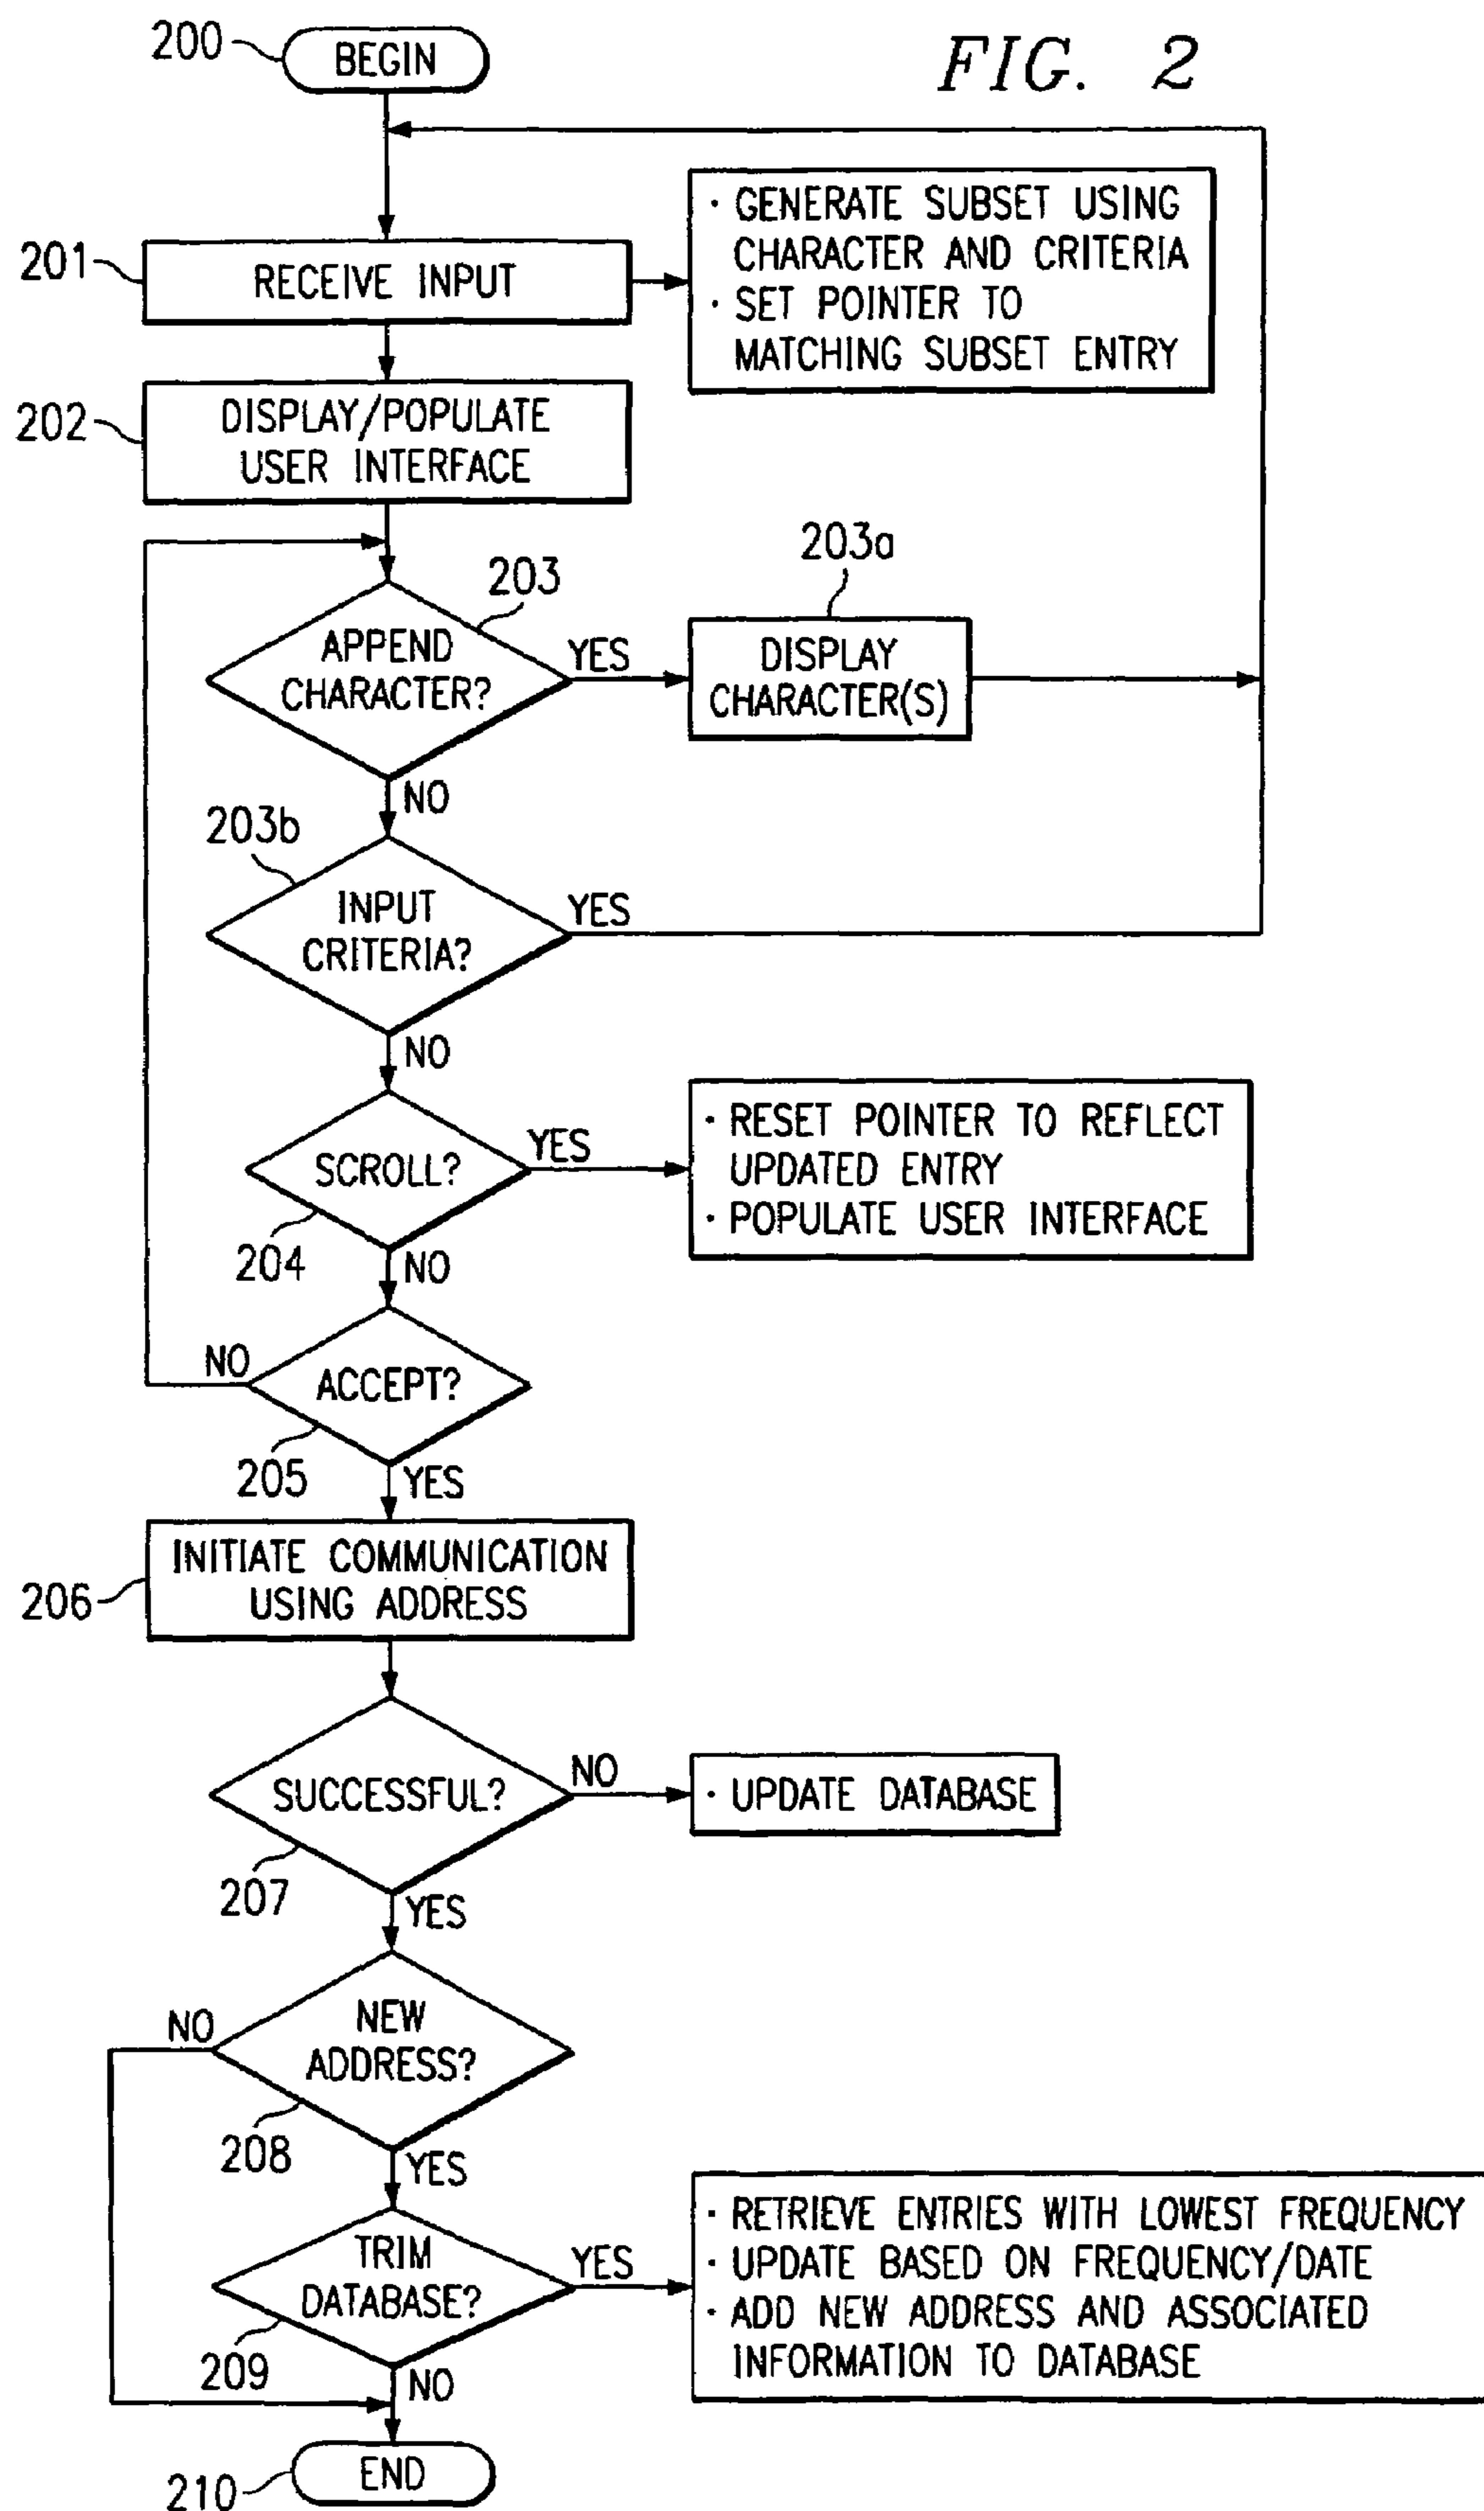 200
BEGIN
FIG. 2
201
RECEIVE INPUT
· GENERATE SUBSET USING
CHARACTER AND CRITERIA
· SET POINTER TO
MATCHING SUBSET ENTRY
202
DISPLAY/POPULATE
USER INTERFACE
203
APPEND
CHARACTER?
YES
203a
DISPLAY
CHARACTER(S)
NO
203b
INPUT
CRITERIA?
YES
NO
SCROLL?
YES
204
· RESET POINTER TO REFLECT
UPDATED ENTRY
· POPULATE USER INTERFACE
NO
NO
ACCEPT?
205
YES
206
INITIATE COMMUNICATION
USING ADDRESS
SUCCESSFUL?
NO
· UPDATE DATABASE
207
YES
NO
NEW
ADDRESS?
208
YES
TRIM
DATABASE?
YES
209
· RETRIEVE ENTRIES WITH LOWEST FREQUENCY
· UPDATE BASED ON FREQUENCY/DATE
· ADD NEW ADDRESS AND ASSOCIATED
INFORMATION TO DATABASE
NO
210
END